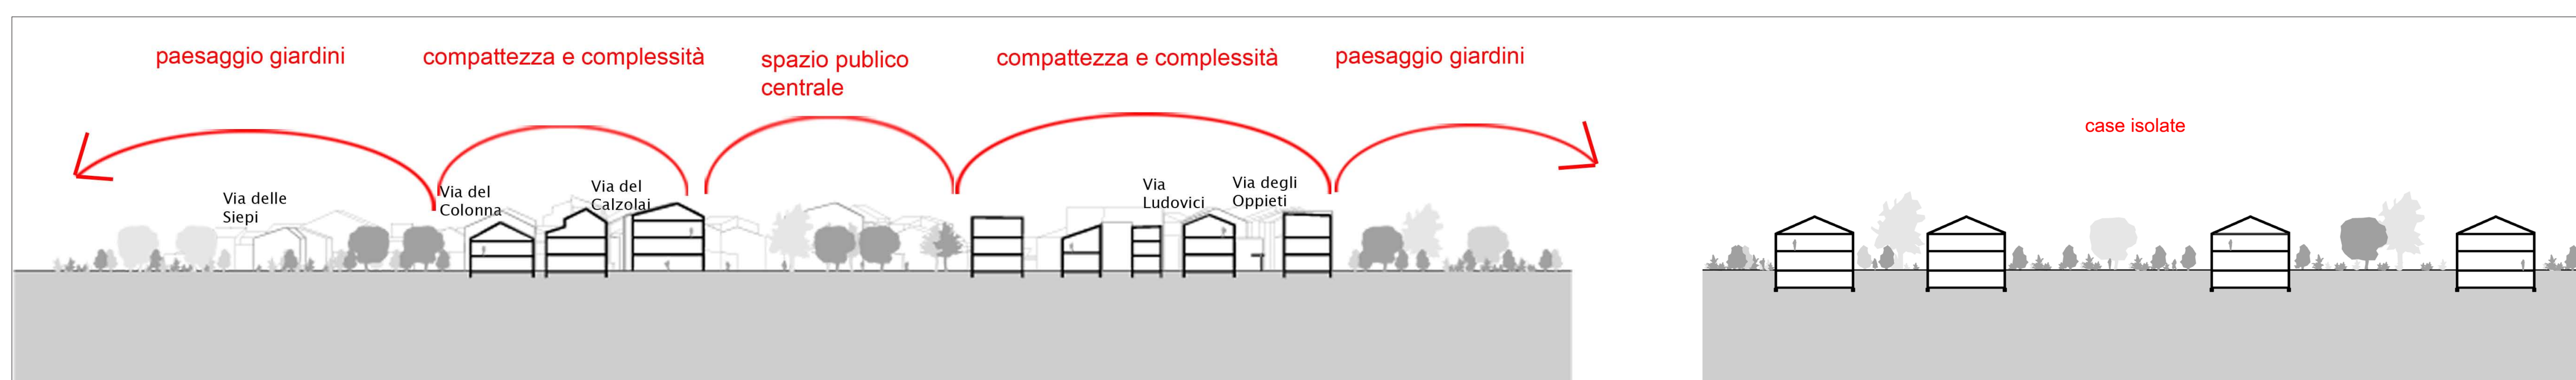 paesaggio giardini
compattezza e complessità
spazio publico
centrale
compattezza e complessità
paesaggio giardini
case isolate
Via delle
Siepi
Via del
Colonna
Via del
Calzolai
Via
Ludovici
Via degli
Oppieti